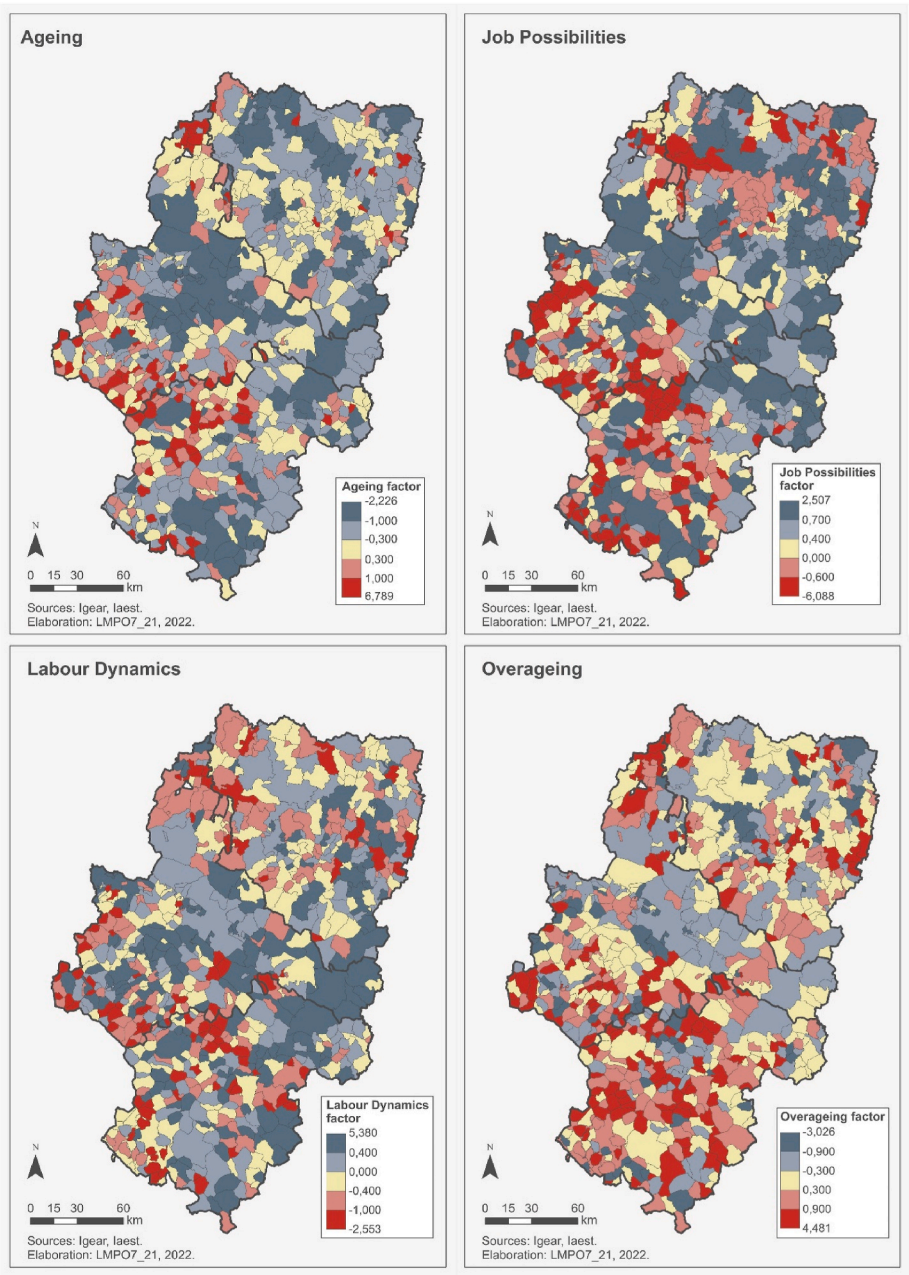 Ageing
N
0 15 30 60
km
Sources: Igear, Iaest.
Elaboration: LMPO7_21, 2022.
Ageing factor
-2,226
-1,000
-0,300
0,300
1,000
6,789
Job Possibilities
N
0 15 30 60
km
Sources: Igear, Iaest.
Elaboration: LMPO7_21, 2022.
Job Possibilities
factor
2,507
0,700
0,400
0,000
-0,600
-6,088
Labour Dynamics
N
0 15 30 60
km
Sources: Igear, Iaest.
Elaboration: LMPO7_21, 2022.
Labour Dynamics
factor
5,380
0,400
0,000
-0,400
-1,000
-2,553
Overageing
N
0 15 30 60
km
Sources: Igear, Iaest.
Elaboration: LMPO7_21, 2022.
Overageing factor
-3,026
-0,900
-0,300
0,300
0,900
4,481